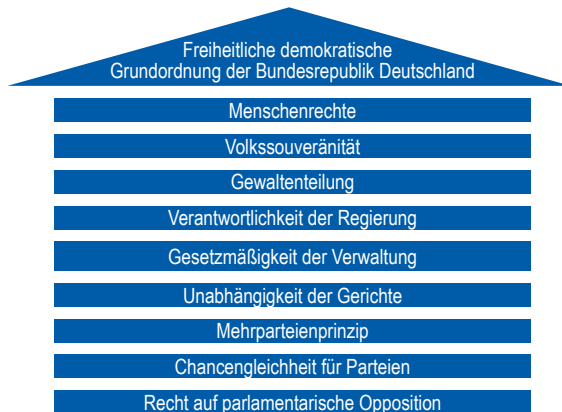 Freiheitliche demokratische
Grundordnung der Bundesrepublik Deutschland
Menschenrechte
Volkssouveränität
Gewaltenteilung
Verantwortlichkeit der Regierung
Gesetzmäßigkeit der Verwaltung
Unabhängigkeit der Gerichte
Mehrparteienprinzip
Chancengleichheit für Parteien
Recht auf parlamentarische Opposition